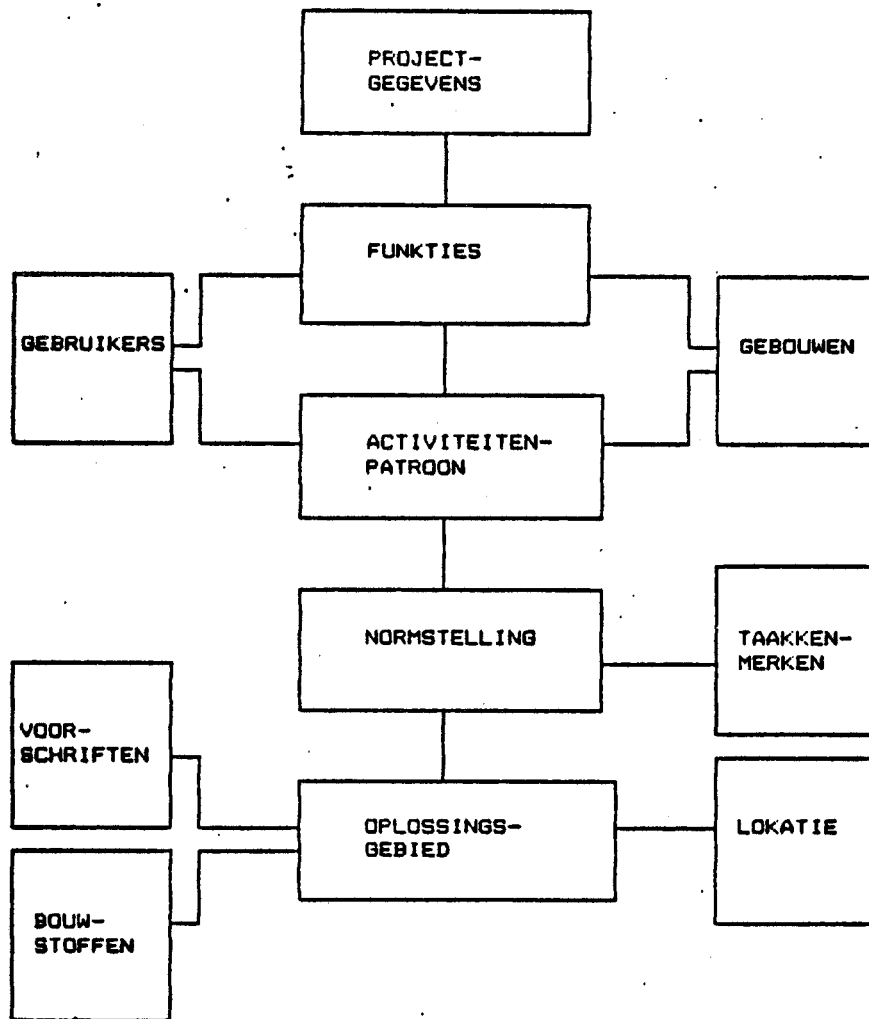 PROJECT-
GEGEVENS
FUNKTIES
GEBRUIKERS
GEBOUWEN
ACTIVITEITEN-
PATROON
NORMSTELLING
TAAKKEN-
MERKEN
VOOR-
SCHRIFTEN
OPLOSSINGS-
GEBIED
LOKATIE
BOUW-
STOFFEN